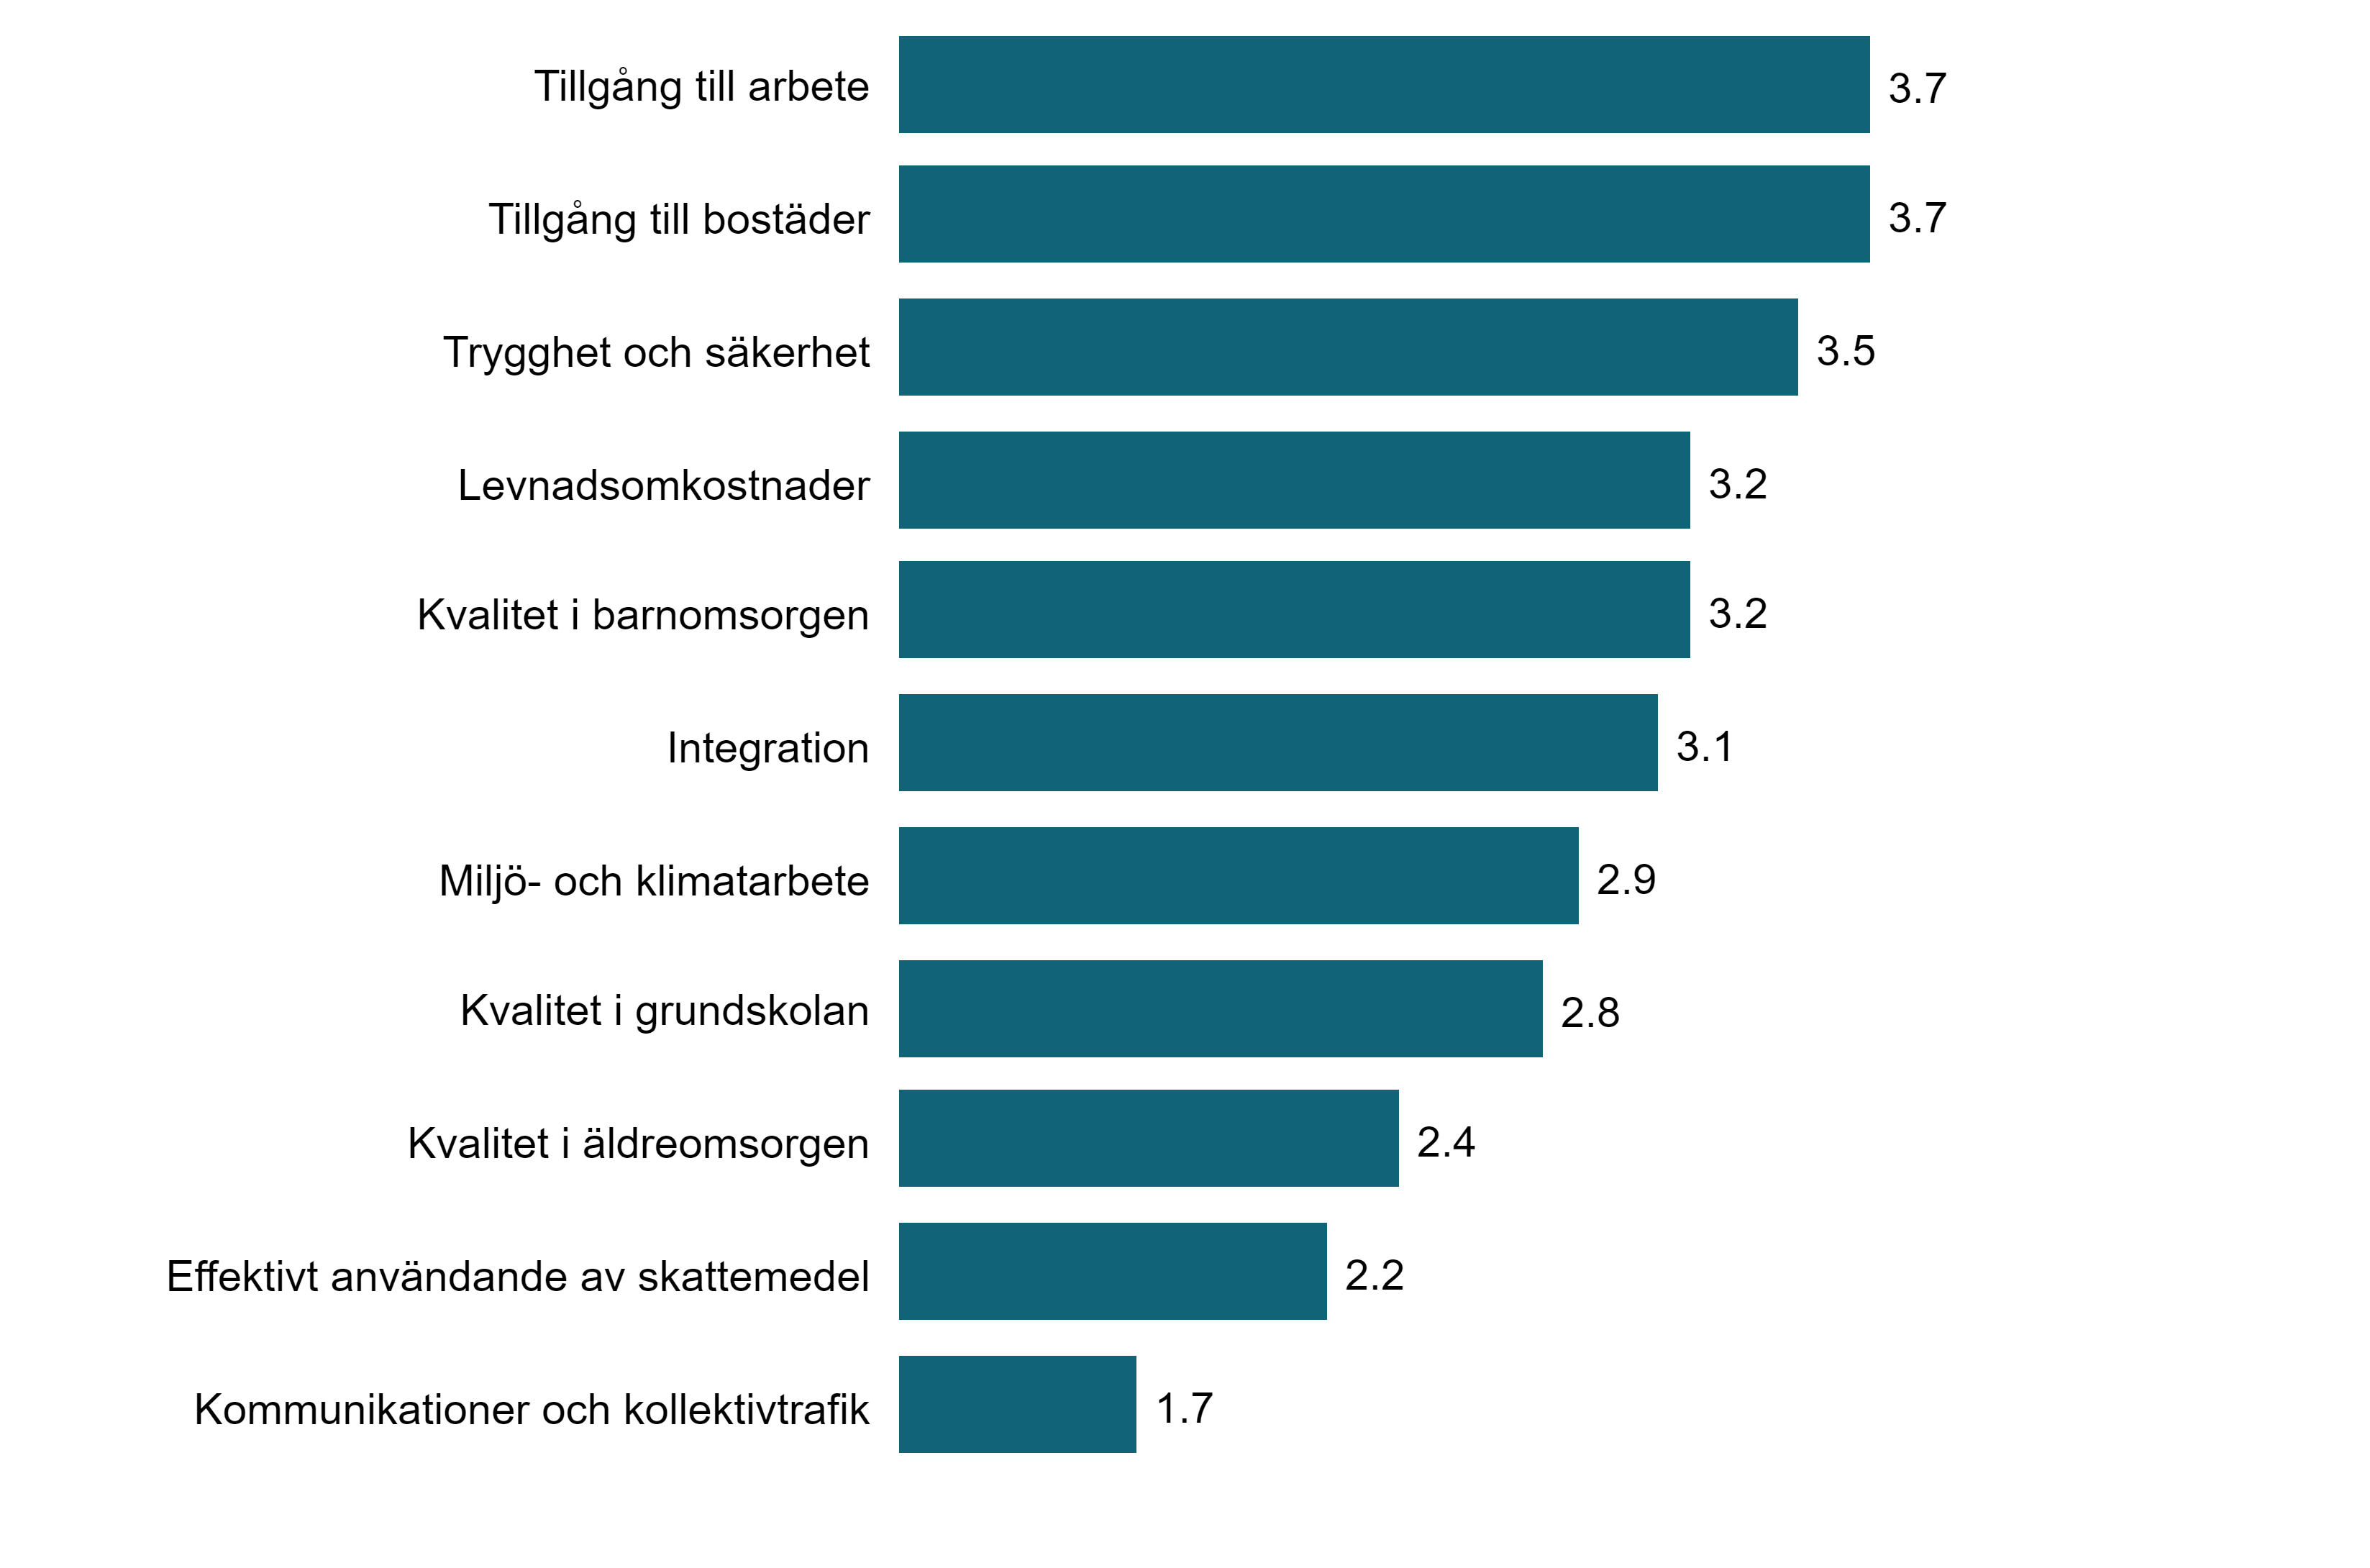 Tillgång till arbete 3.7
Tillgång till bostäder 3.7
Trygghet och säkerhet 3.5
Levnadsomkostnader 3.2
Kvalitet i barnomsorgen 3.2
Integration 3.1
Miljö- och klimatarbete 2.9
Kvalitet i grundskolan 2.8
Kvalitet i äldreomsorgen 2.4
Effektivt användande av skattemedel 2.2
Kommunikationer och kollektivtrafik 1.7